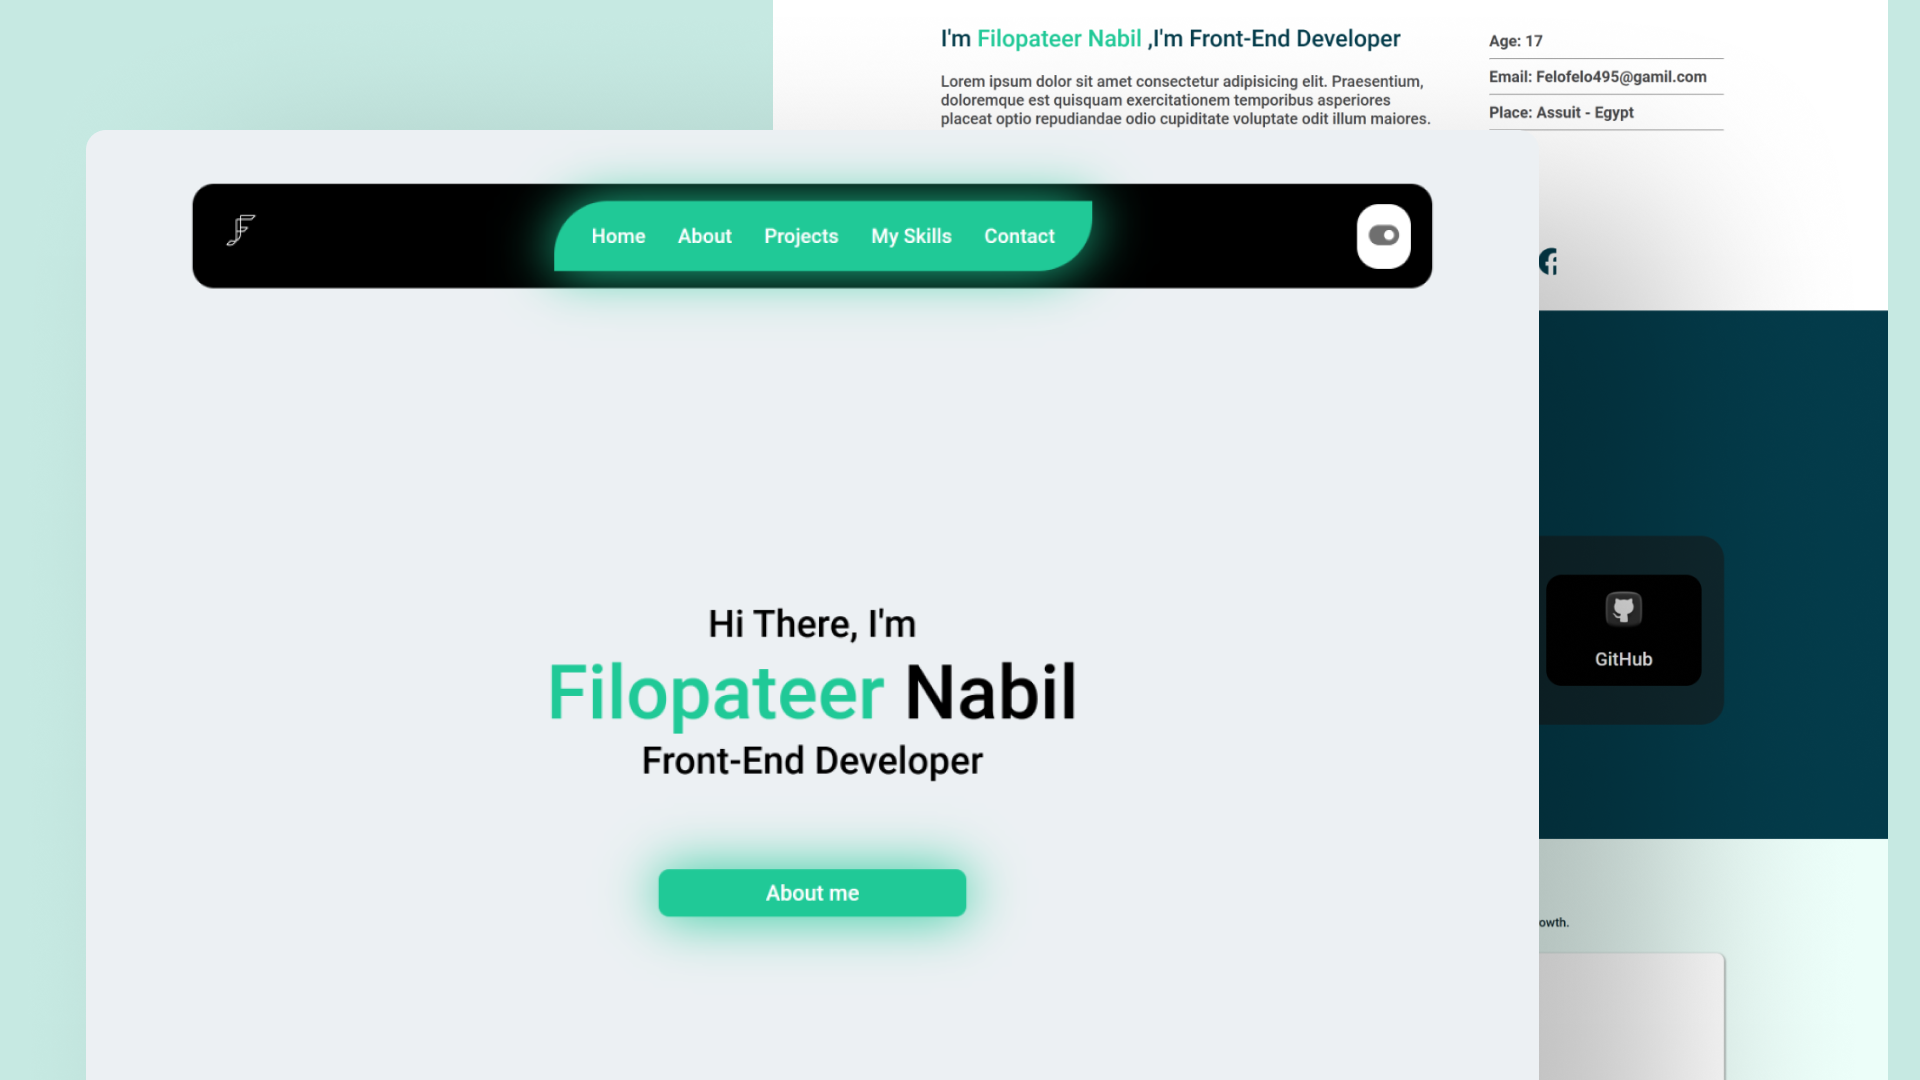 I'm Filopateer Nabil ,I'm Front-End Developer
Lorem ipsum dolor sit amet consectetur adipisicing elit. Praesentium,
doloremque est quisquam exercitationem temporibus asperiores
placeat optio repudiandae odio cupiditate voluptate odit illum maiores.
Age: 17
Email: Felofelo495@gamil.com
Place: Assuit - Egypt
Home About Projects My Skills Contact
Hi There, I'm
Filopateer Nabil
Front-End Developer
About me
GitHub
owth.